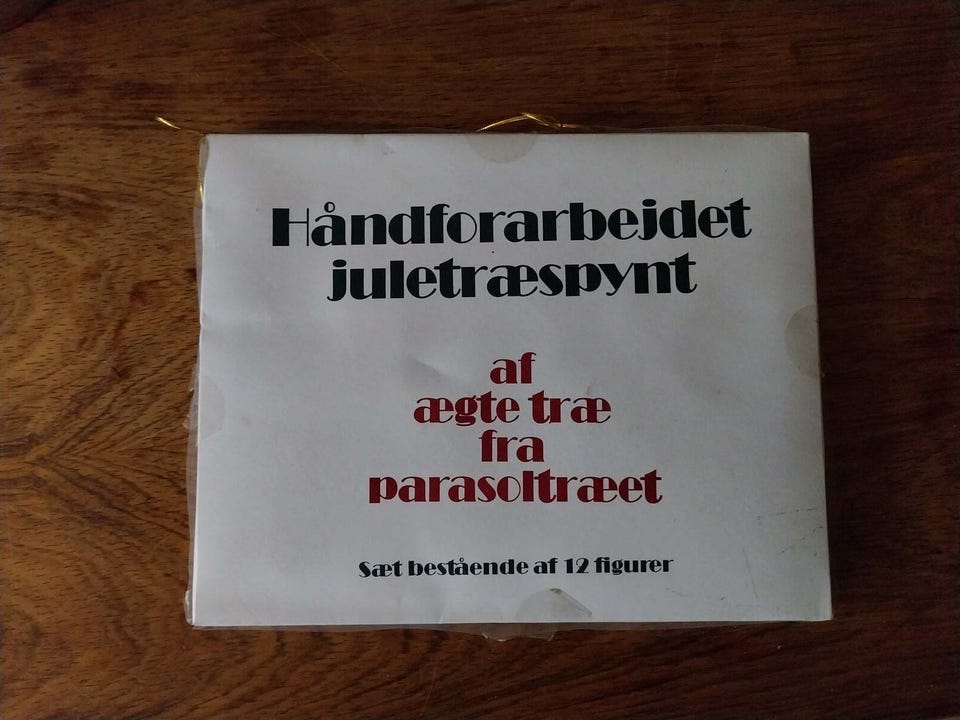 Håndforarbejdet
juletræspynt
af
ægte træ
fra
parasoltræet
Sæt bestående af 12 figurer